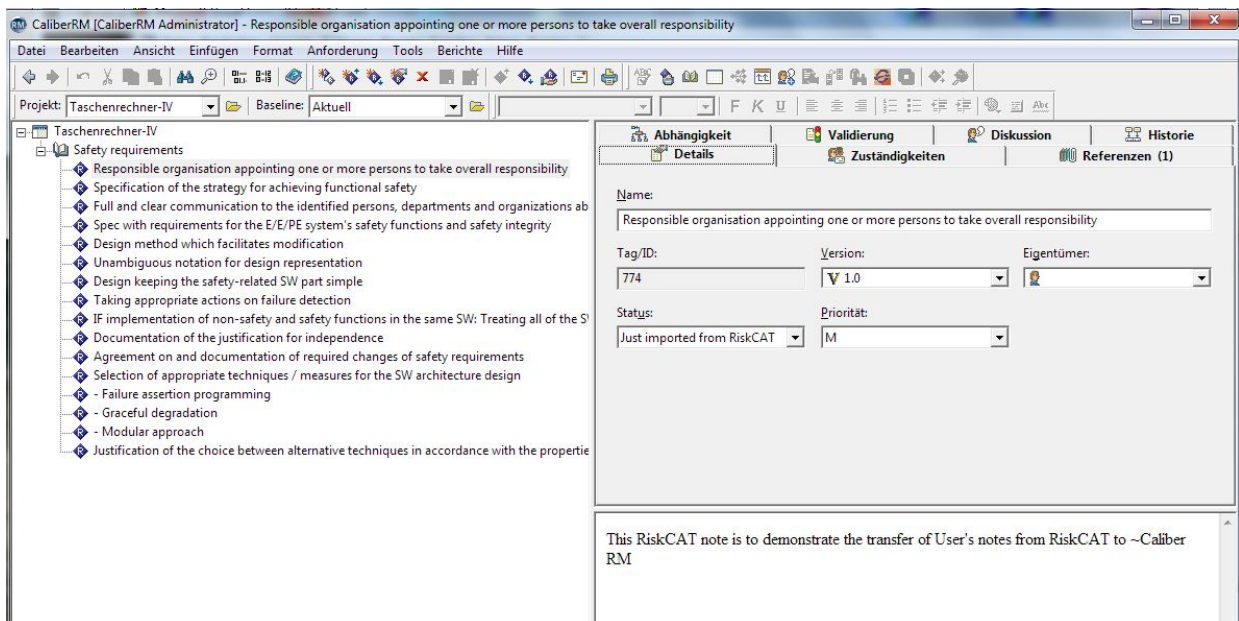 CaliberRM [CaliberRM Administrator] - Responsible organisation appointing one or more persons to take overall responsibility
Datei Bearbeiten Ansicht Einfügen Format Anforderung Tools Berichte Hilfe
Projekt: Taschenrechner-IV Baseline: Aktuell F K U Abc
Taschenrechner-IV
Safety requirements
Responsible organisation appointing one or more persons to take overall responsibility
Specification of the strategy for achieving functional safety
Full and clear communication to the identified persons, departments and organizations ab
Spec with requirements for the E/E/PE system's safety functions and safety integrity
Design method which facilitates modification
Unambiguous notation for design representation
Design keeping the safety-related SW part simple
Taking appropriate actions on failure detection
IF implementation of non-safety and safety functions in the same SW: Treating all of the S
Documentation of the justification for independence
Agreement on and documentation of required changes of safety requirements
Selection of appropriate techniques / measures for the SW architecture design
- Failure assertion programming
- Graceful degradation
- Modular approach
Justification of the choice between alternative techniques in accordance with the propertie
Abhängigkeit Validierung Diskussion Historie
Details Zuständigkeiten Referenzen (1)
Name:
Responsible organisation appointing one or more persons to take overall responsibility
Tag/ID: Version: Eigentümer:
774 V 1.0
Status: Priorität:
Just imported from RiskCAT M
This RiskCAT note is to demonstrate the transfer of User's notes from RiskCAT to ~Caliber
RM